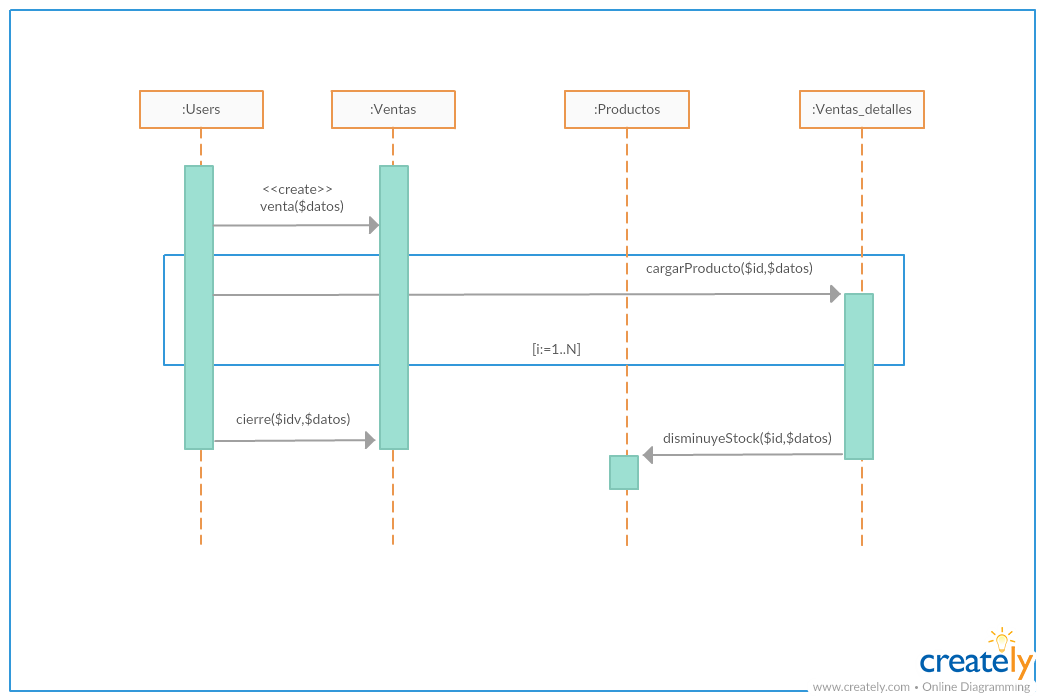 :Users
:Ventas
:Productos
:Ventas_detalles
<<create>>
venta($datos)
cargarProducto($id,$datos)
[i:=1..N]
cierre($idv,$datos)
disminuyeStock($id,$datos)
creately
www.creately.com • Online Diagramming